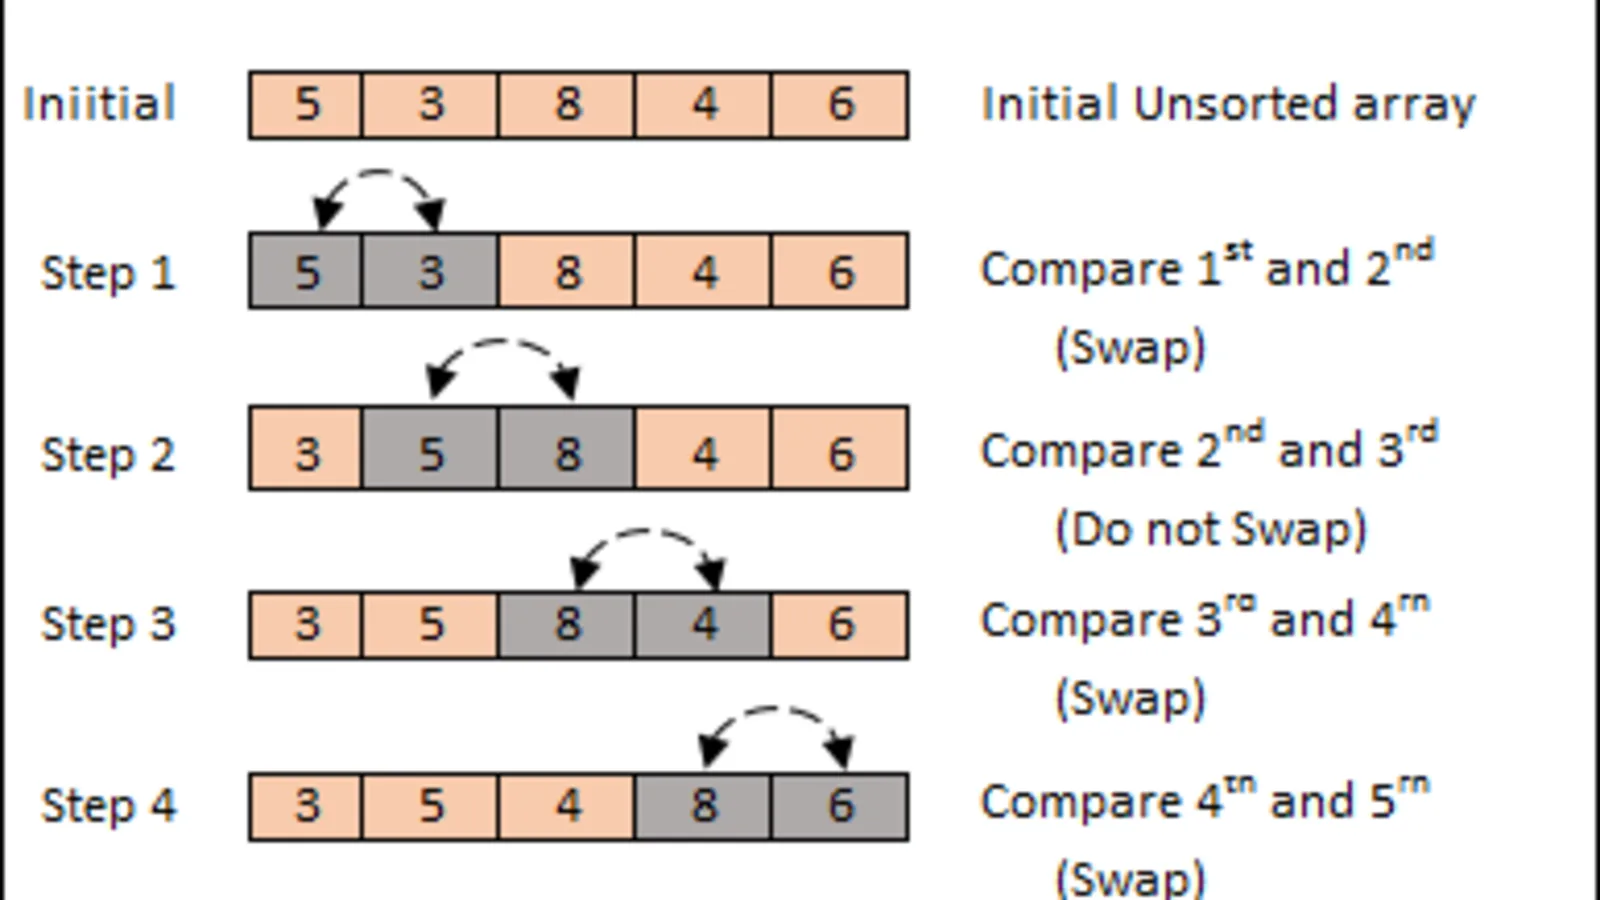 Iniitial 5 3 8 4 6 Initial Unsorted array
Step 1 5 3 8 4 6 Compare 1st and 2nd
(Swap)
Step 2 3 5 8 4 6 Compare 2nd and 3rd
(Do not Swap)
Step 3 3 5 8 4 6 Compare 3rd and 4th
(Swap)
Step 4 3 5 4 8 6 Compare 4th and 5th
(Swap)